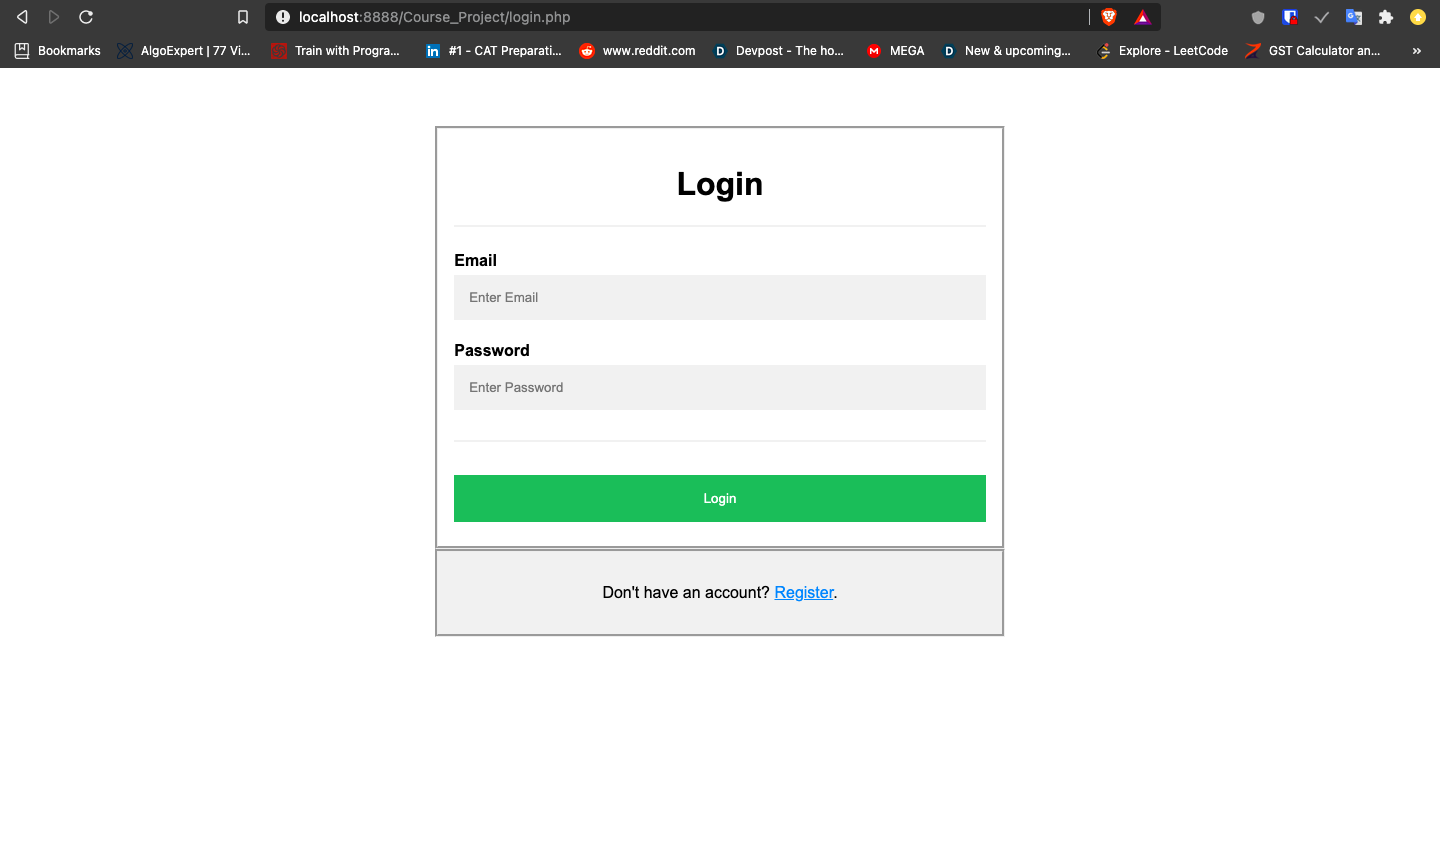 localhost:8888/Course_Project/login.php
Bookmarks AlgoExpert | 77 Vi... Train with Progra... in #1 - CAT Preparati... www.reddit.com D Devpost - The ho... M MEGA D New & upcoming... Explore - LeetCode GST Calculator an... »
Login
Email
Enter Email
Password
Enter Password
Login
Don't have an account? Register.